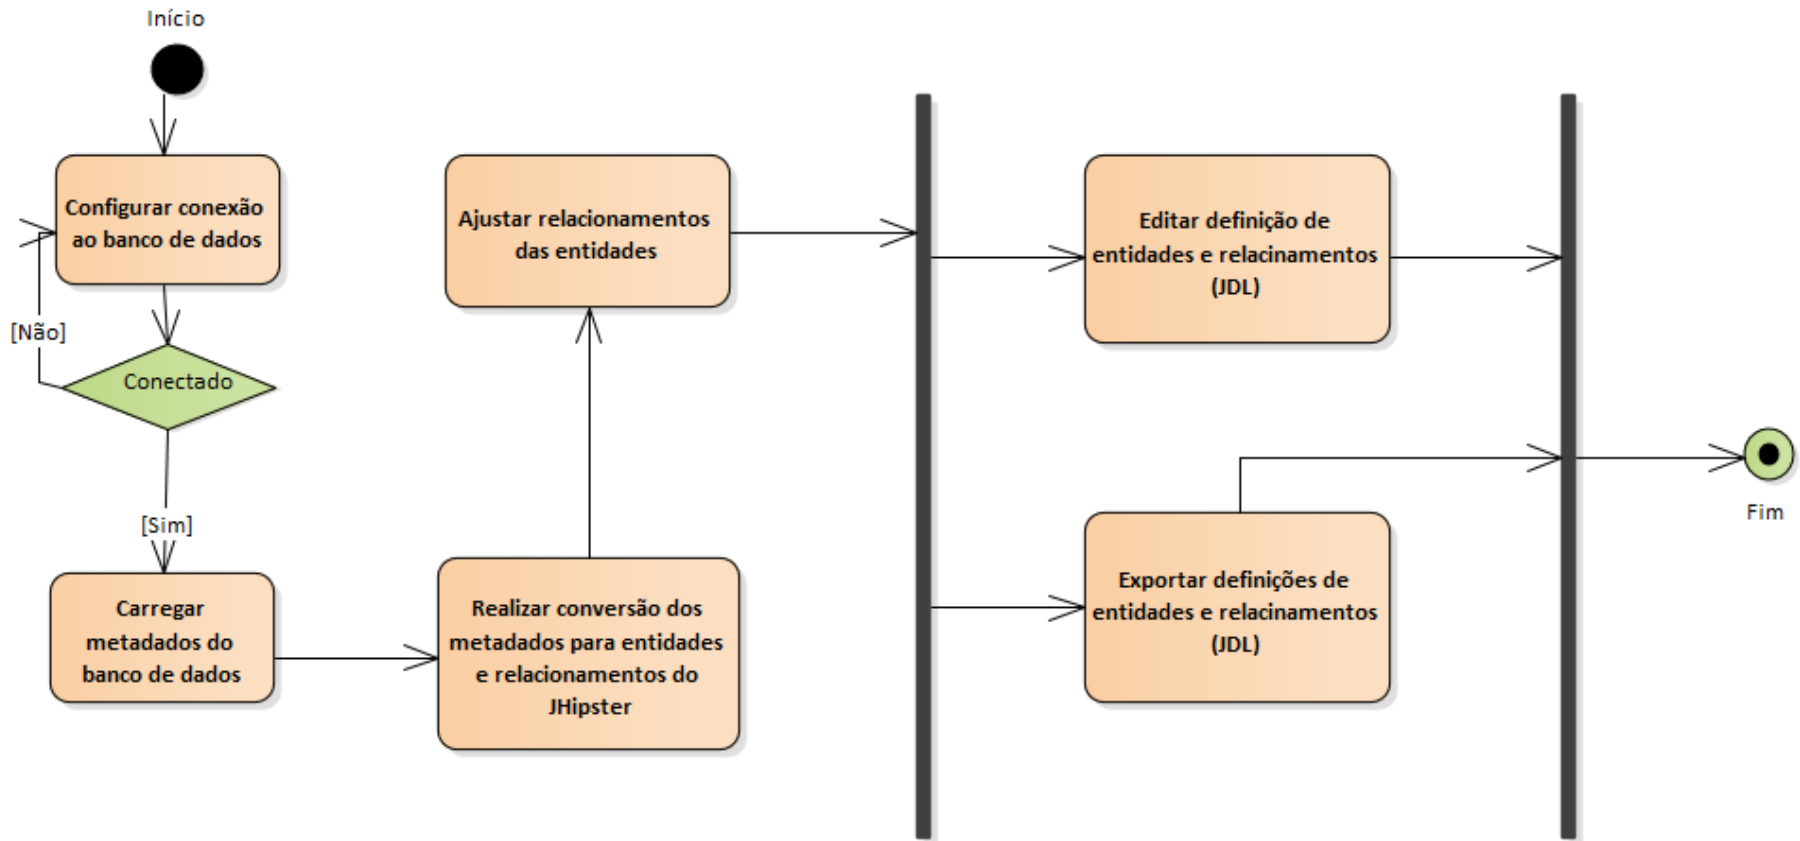 Início
Configurar conexão
ao banco de dados
[Não]
Conectado
[Sim]
Carregar
metadados do
banco de dados
Realizar conversão dos
metadados para entidades
e relacionamentos do
JHipster
Ajustar relacionamentos
das entidades
Editar definição de
entidades e relacinamentos
(JDL)
Exportar definições de
entidades e relacinamentos
(JDL)
Fim